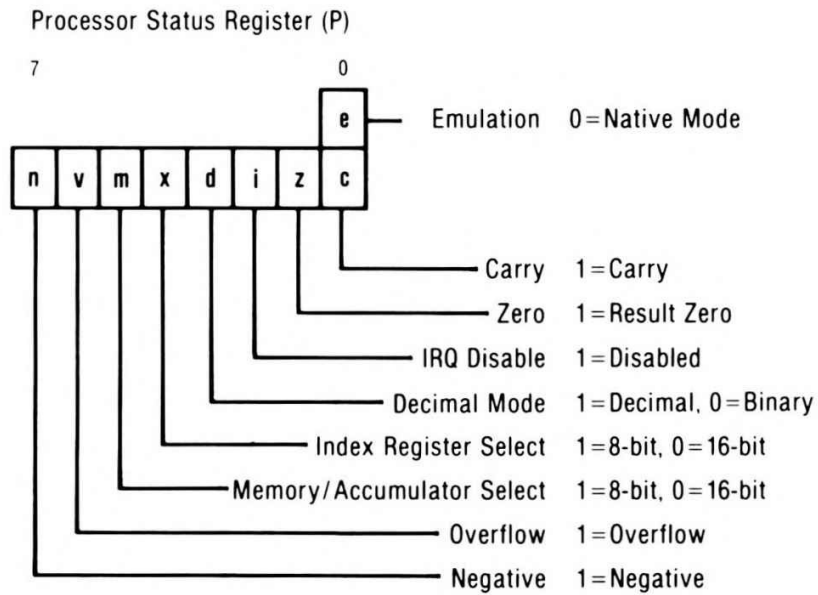 Processor Status Register (P)
7 0
e Emulation 0=Native Mode
n v m x d i z c
Carry 1=Carry
Zero 1=Result Zero
IRQ Disable 1=Disabled
Decimal Mode 1=Decimal, 0=Binary
Index Register Select 1=8-bit, 0=16-bit
Memory/Accumulator Select 1=8-bit, 0=16-bit
Overflow 1=Overflow
Negative 1=Negative